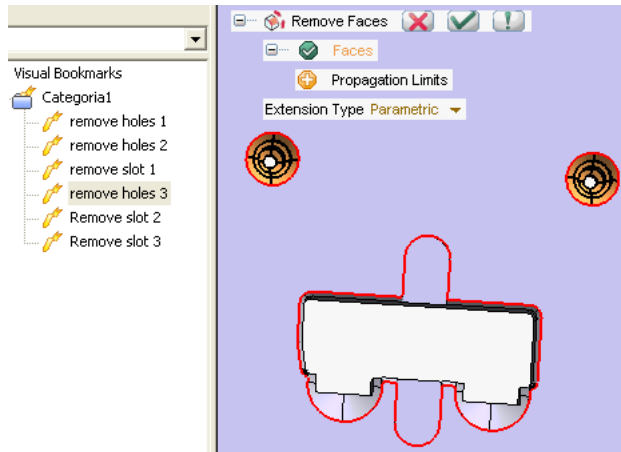 Visual Bookmarks
Categoria1
remove holes 1
remove holes 2
remove slot 1
remove holes 3
Remove slot 2
Remove slot 3
Remove Faces
Faces
Propagation Limits
Extension Type Parametric